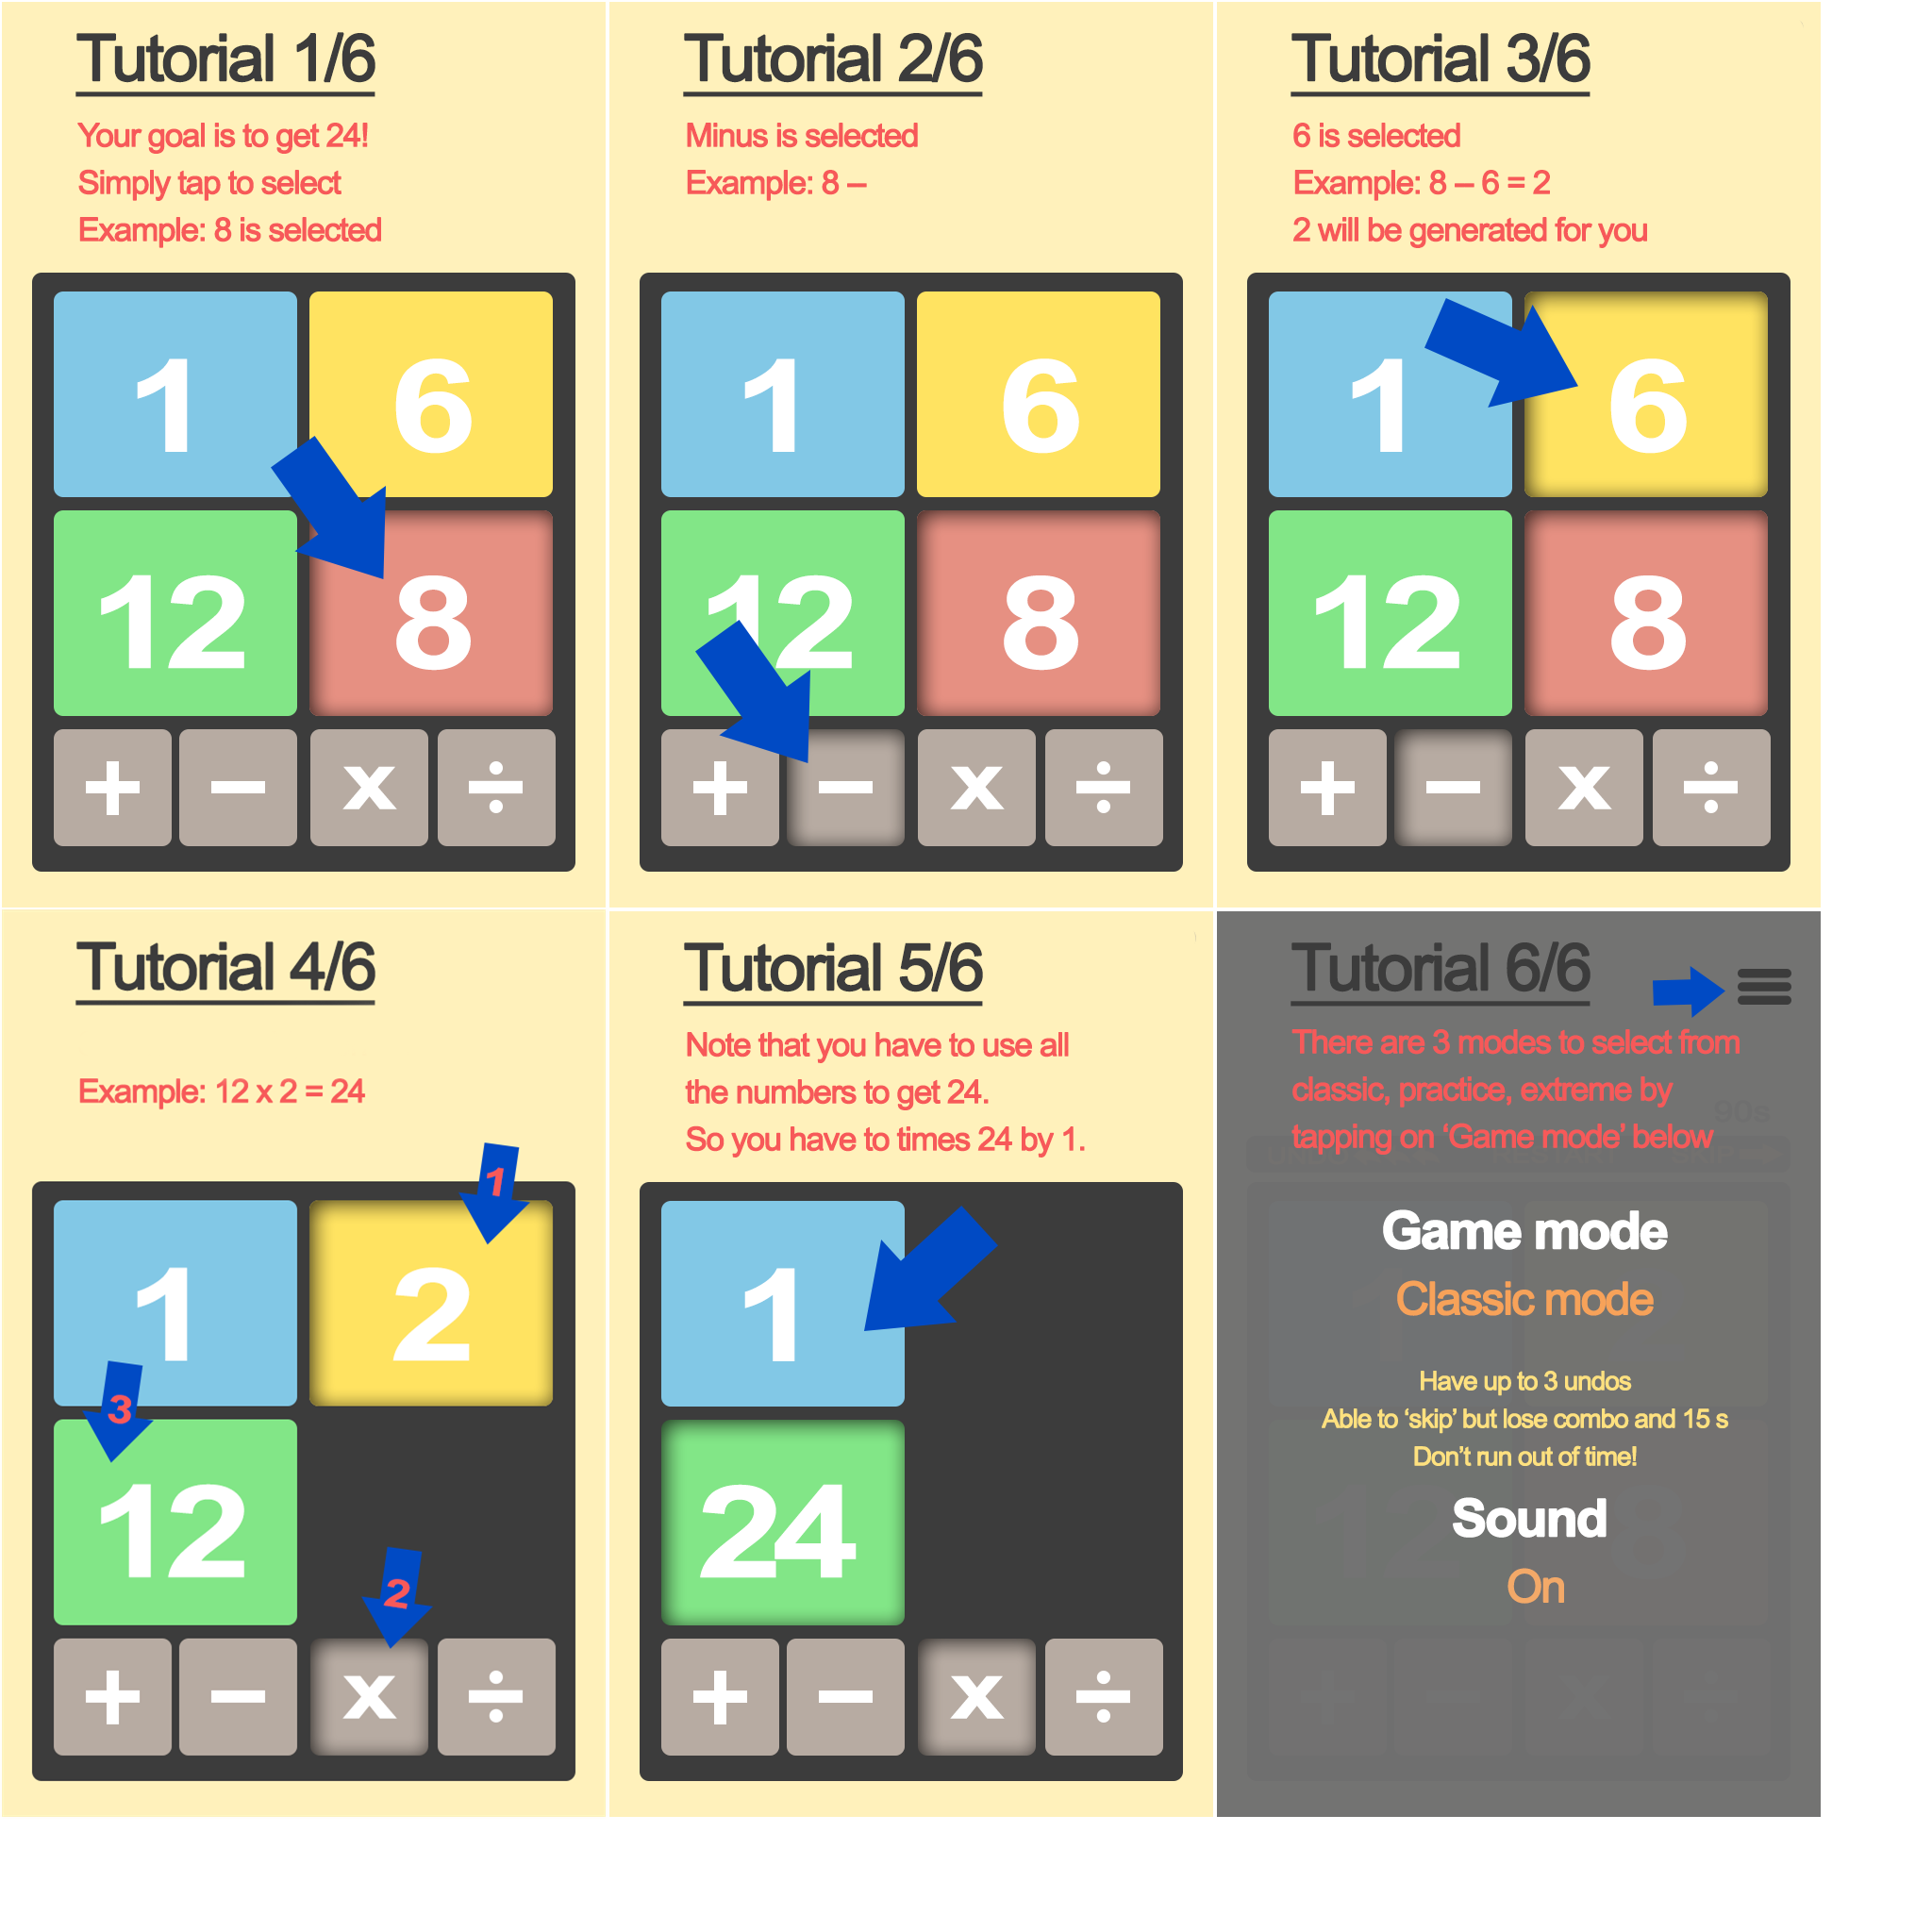 Tutorial 1/6
Your goal is to get 24!
Simply tap to select
Example: 8 is selected
1 6
12 8
+ − x ÷
Tutorial 2/6
Minus is selected
Example: 8 –
1 6
12 8
+ − x ÷
Tutorial 3/6
6 is selected
Example: 8 – 6 = 2
2 will be generated for you
1 6
12 8
+ − x ÷
Tutorial 4/6
Example: 12 x 2 = 24
1
1 2
3
12
2
+ − x ÷
Tutorial 5/6
Note that you have to use all
the numbers to get 24.
So you have to times 24 by 1.
1
24
+ − x ÷
Tutorial 6/6
There are 3 modes to select from
classic, practice, extreme by
90s
tapping on ‘Game mode’ below
Game mode
Classic mode
Have up to 3 undos
Able to ‘skip’ but lose combo and 15 s
Don’t run out of time!
Sound
8
On
+ − x ÷